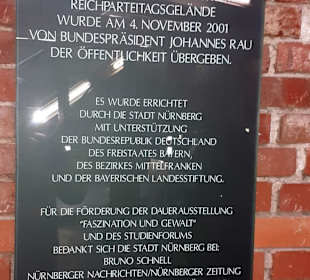 REICHPARTEITAGSGELÄNDE
WURDE AM 4. NOVEMBER 2001
VON BUNDESPRÄSIDENT JOHANNES RAU
DER ÖFFENTLICHKEIT ÜBERGEBEN.
ES WURDE ERRICHTET
DURCH DIE STADT NÜRNBERG
MIT UNTERSTÜTZUNG
DER BUNDESREPUBLIK DEUTSCHLAND
DES FREISTAATES BAYERN,
DES BEZIRKES MITTELFRANKEN
UND DER BAYERISCHEN LANDESSTIFTUNG.
FÜR DIE FÖRDERUNG DER DAUERAUSSTELLUNG
"FASZINATION UND GEWALT"
UND DES STUDIENFORUMS
BEDANKT SICH DIE STADT NÜRNBERG BEI:
BRUNO SCHNELL
NÜRNBERGER NACHRICHTEN/NÜRNBERGER ZEITUNG